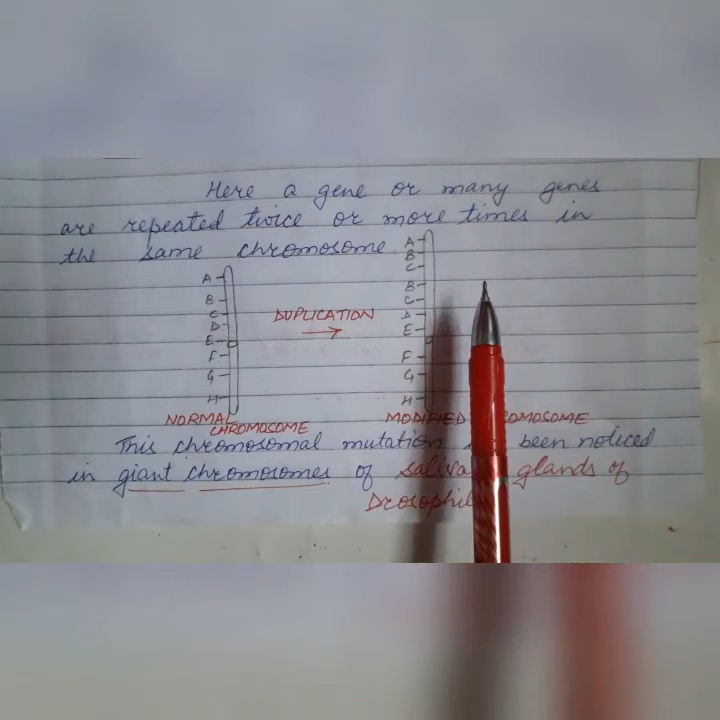 Here a gene or many genes
are repeated twice or more times in
the same chromosome.
A
B
C
D
E
F
G
H
DUPLICATION
A
B
C
B
C
D
E
F
G
H
NORMAL
CHROMOSOME
MODIFIED
This chromosomal mutation been noticed
in giant chromosomes of glands of